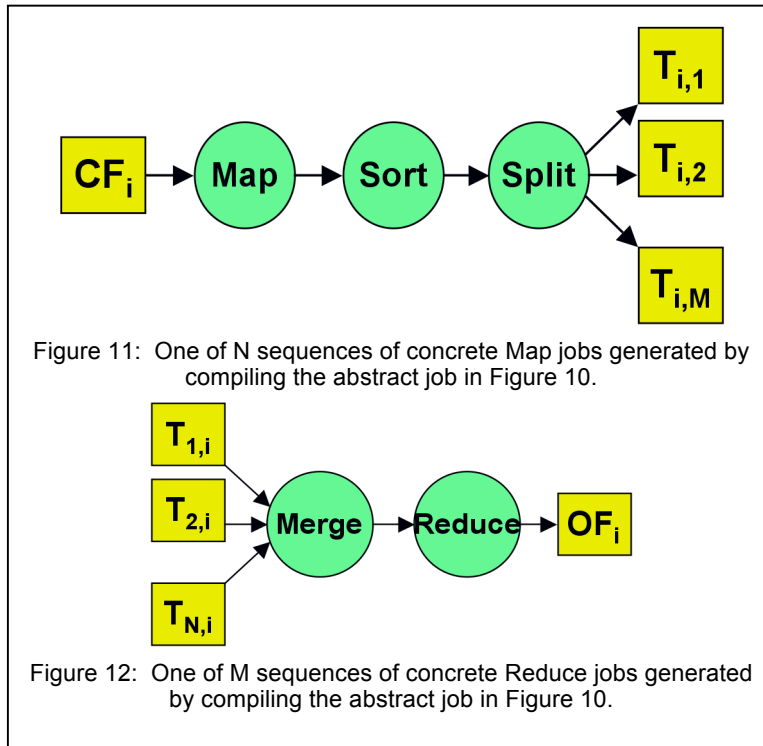 T i,1
CF i Map Sort Split T i,2
T i,M
Figure 11: One of N sequences of concrete Map jobs generated by
compiling the abstract job in Figure 10.
T 1,i
T 2,i Merge Reduce OF i
T N,i
Figure 12: One of M sequences of concrete Reduce jobs generated
by compiling the abstract job in Figure 10.